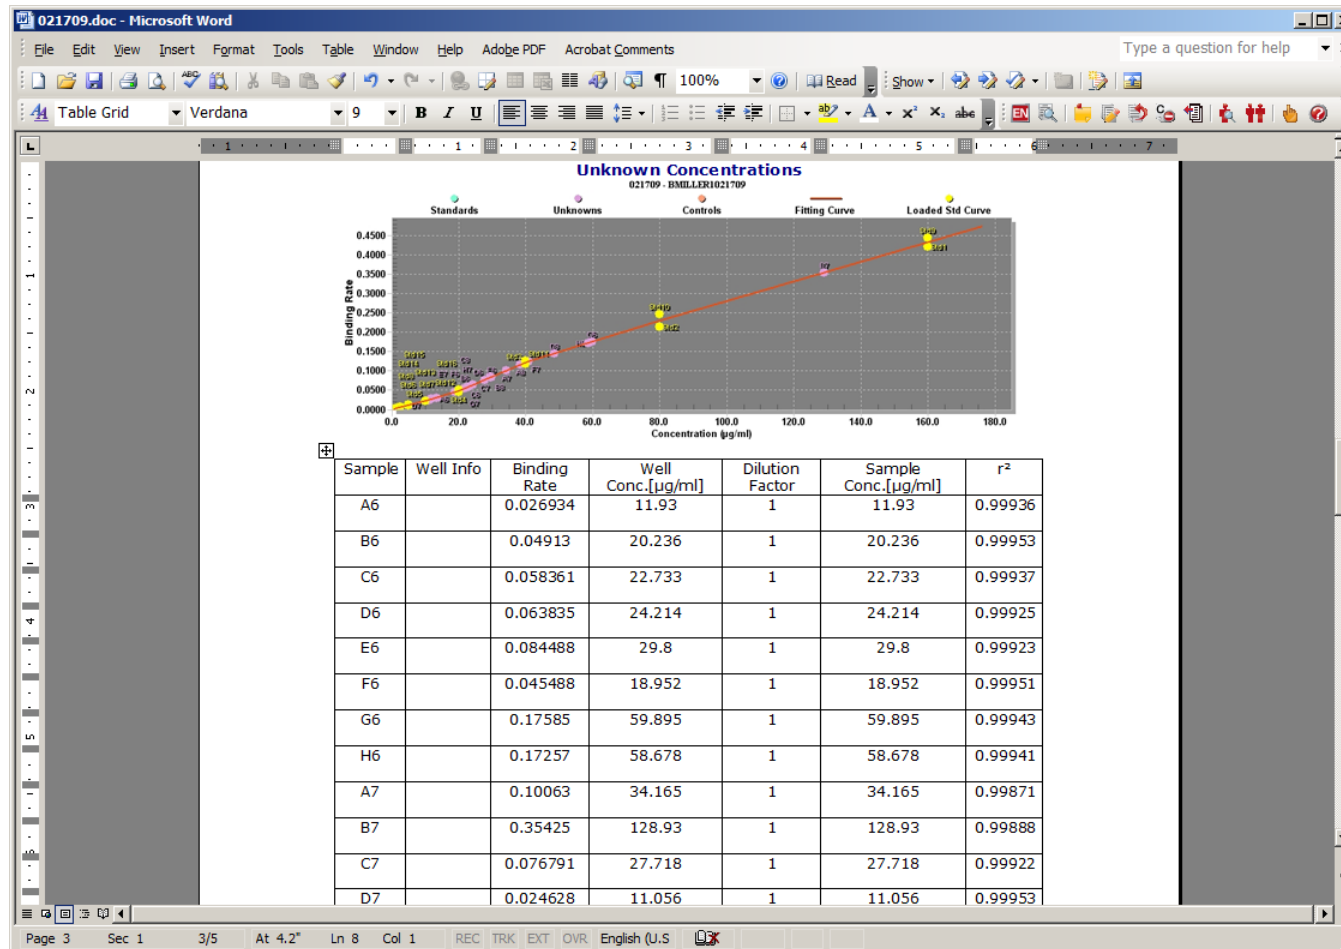 021709.doc - Microsoft Word
File Edit View Insert Format Tools Table Window Help Adobe PDF Acrobat Comments Type a question for help
100% Read Show
Table Grid Verdana 9 B I U
Unknown Concentrations
021709 - BMILLER1021709
Standards Unknowns Controls Fitting Curve Loaded Std Curve
Binding Rate
0.4500
0.4000
0.3500
0.3000
0.2500
0.2000
0.1500
0.1000
0.0500
0.0000
0.0 20.0 40.0 60.0 80.0 100.0 120.0 140.0 160.0 180.0
Concentration (µg/ml)
Sample Well Info Binding Rate Well Conc.[µg/ml] Dilution Factor Sample Conc.[µg/ml] r²
A6 0.026934 11.93 1 11.93 0.99936
B6 0.04913 20.236 1 20.236 0.99953
C6 0.058361 22.733 1 22.733 0.99937
D6 0.063835 24.214 1 24.214 0.99925
E6 0.084488 29.8 1 29.8 0.99923
F6 0.045488 18.952 1 18.952 0.99951
G6 0.17585 59.895 1 59.895 0.99943
H6 0.17257 58.678 1 58.678 0.99941
A7 0.10063 34.165 1 34.165 0.99871
B7 0.35425 128.93 1 128.93 0.99888
C7 0.076791 27.718 1 27.718 0.99922
D7 0.024628 11.056 1 11.056 0.99953
Page 3 Sec 1 3/5 At 4.2" Ln 8 Col 1 REC TRK EXT OVR English (U.S